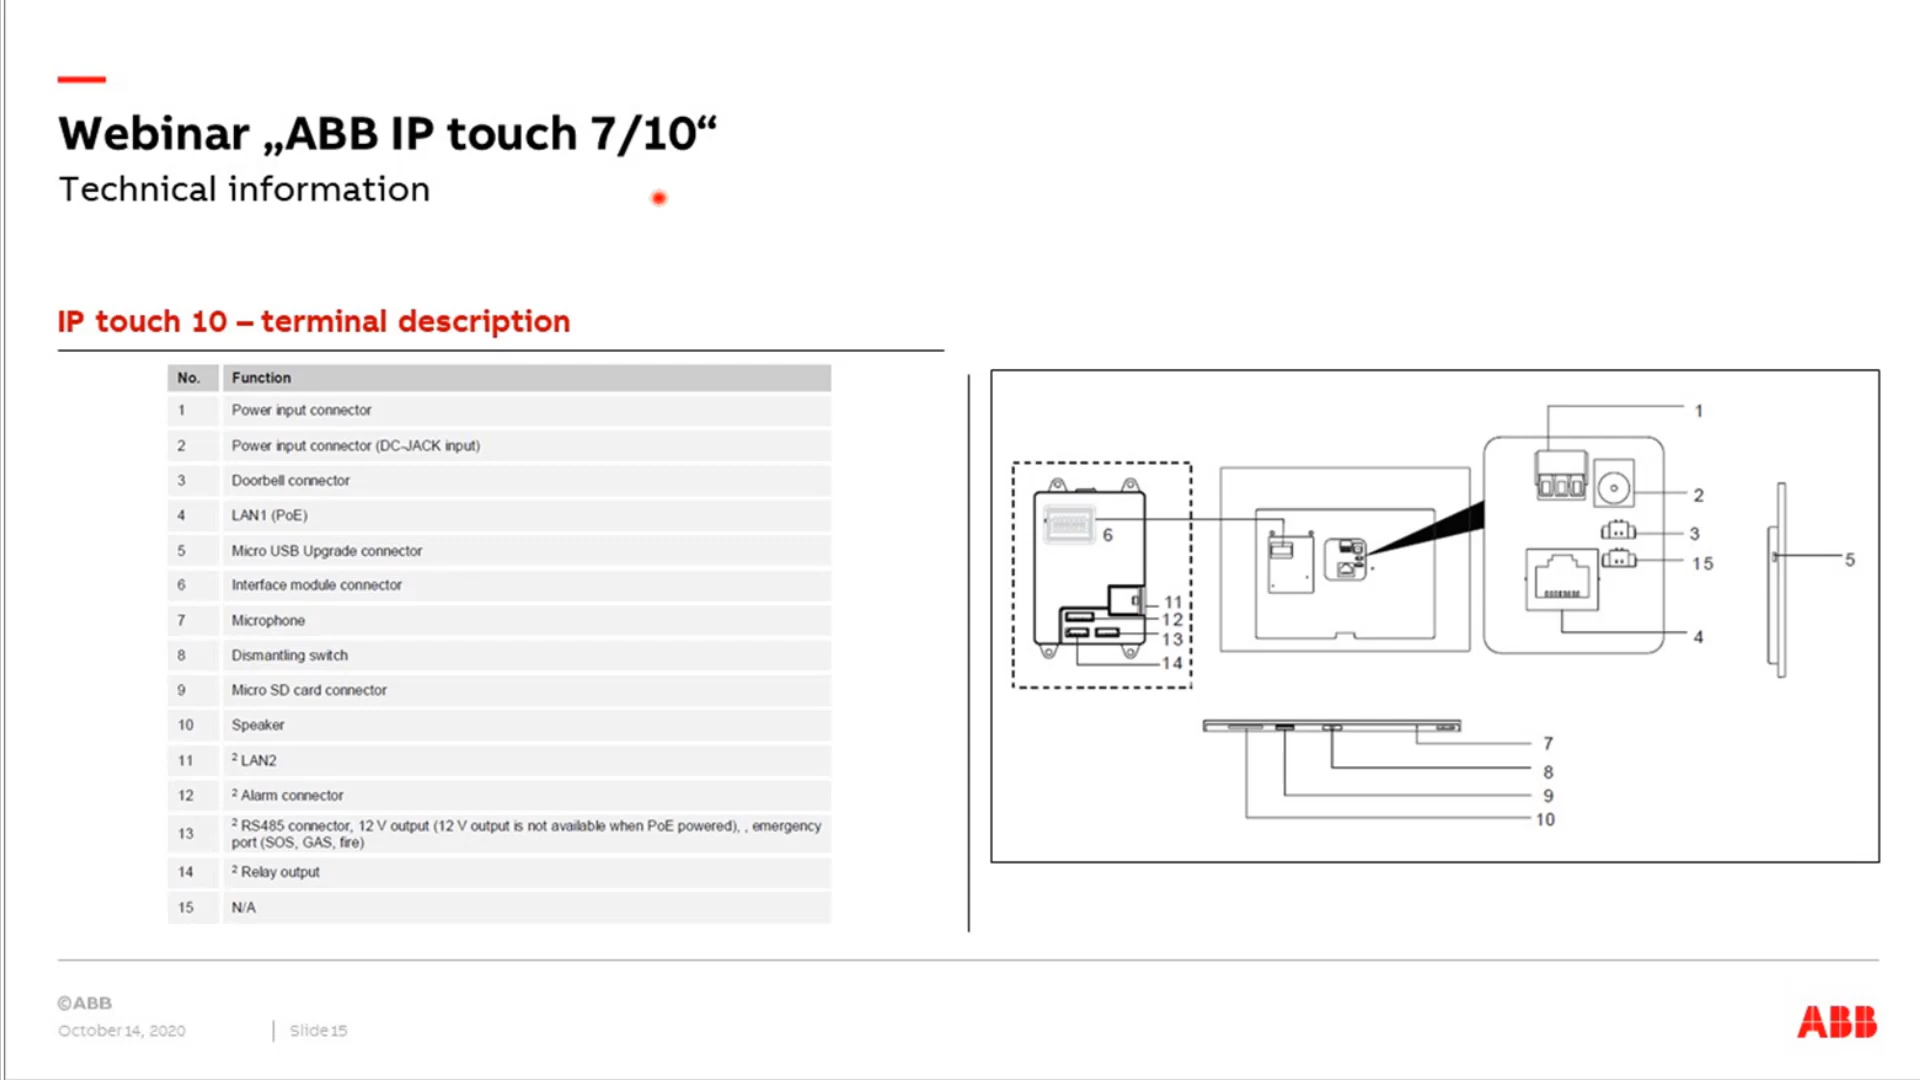 Webinar „ABB IP touch 7/10“
Technical information
IP touch 10 – terminal description
No. Function
1 Power input connector
2 Power input connector (DC-JACK input)
3 Doorbell connector
4 LAN1 (PoE)
5 Micro USB Upgrade connector
6 Interface module connector
7 Microphone
8 Dismantling switch
9 Micro SD card connector
10 Speaker
11 ² LAN2
12 ² Alarm connector
13 ² RS485 connector, 12 V output (12 V output is not available when PoE powered), , emergency
port (SOS, GAS, fire)
14 ² Relay output
15 N/A
1
2
3
15
5
4
6
11
12
13
14
7
8
9
10
©ABB
October 14, 2020 Slide 15
ABB